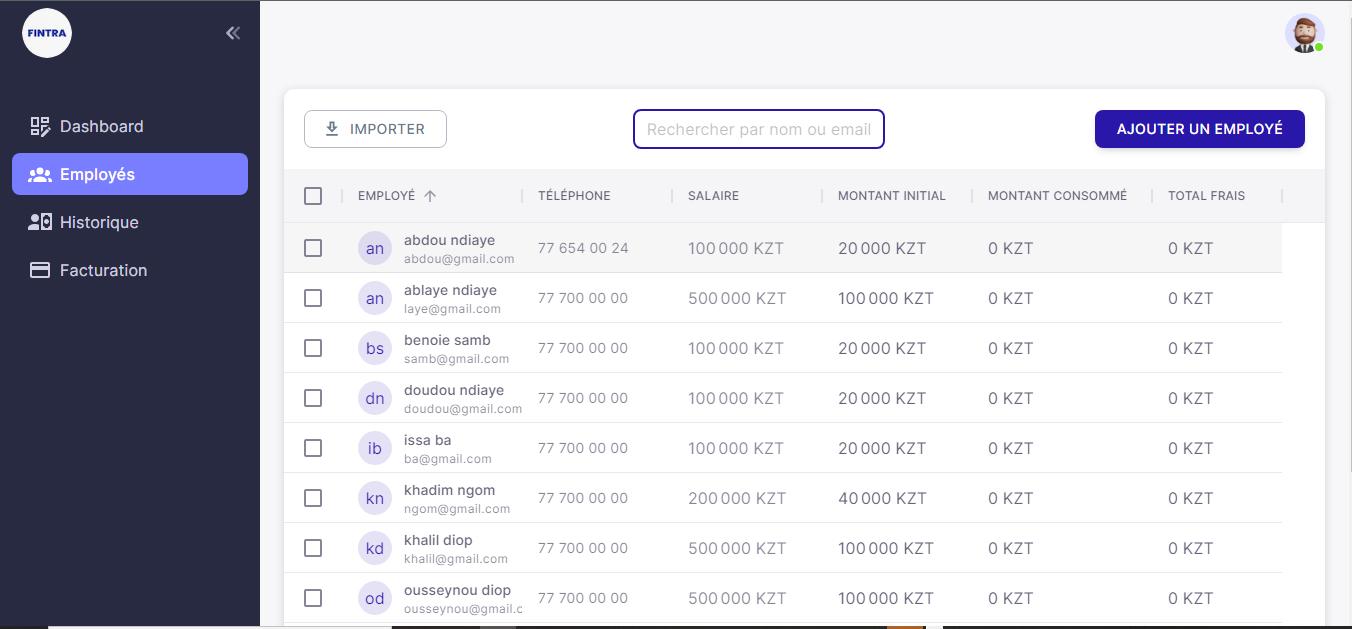 FINTRA
Dashboard
Employés
Historique
Facturation
IMPORTER
Rechercher par nom ou email
AJOUTER UN EMPLOYÉ
EMPLOYÉ TÉLÉPHONE SALAIRE MONTANT INITIAL MONTANT CONSOMMÉ TOTAL FRAIS
an abdou ndiaye 77 654 00 24 100 000 KZT 20 000 KZT 0 KZT 0 KZT
abdou@gmail.com
an ablaye ndiaye 77 700 00 00 500 000 KZT 100 000 KZT 0 KZT 0 KZT
laye@gmail.com
bs benoie samb 77 700 00 00 100 000 KZT 20 000 KZT 0 KZT 0 KZT
samb@gmail.com
dn doudou ndiaye 77 700 00 00 100 000 KZT 20 000 KZT 0 KZT 0 KZT
doudou@gmail.com
ib issa ba 77 700 00 00 100 000 KZT 20 000 KZT 0 KZT 0 KZT
ba@gmail.com
kn khadim ngom 77 700 00 00 200 000 KZT 40 000 KZT 0 KZT 0 KZT
ngom@gmail.com
kd khalil diop 77 700 00 00 500 000 KZT 100 000 KZT 0 KZT 0 KZT
khalil@gmail.com
od ousseynou diop 77 700 00 00 500 000 KZT 100 000 KZT 0 KZT 0 KZT
ousseynou@gmail.c